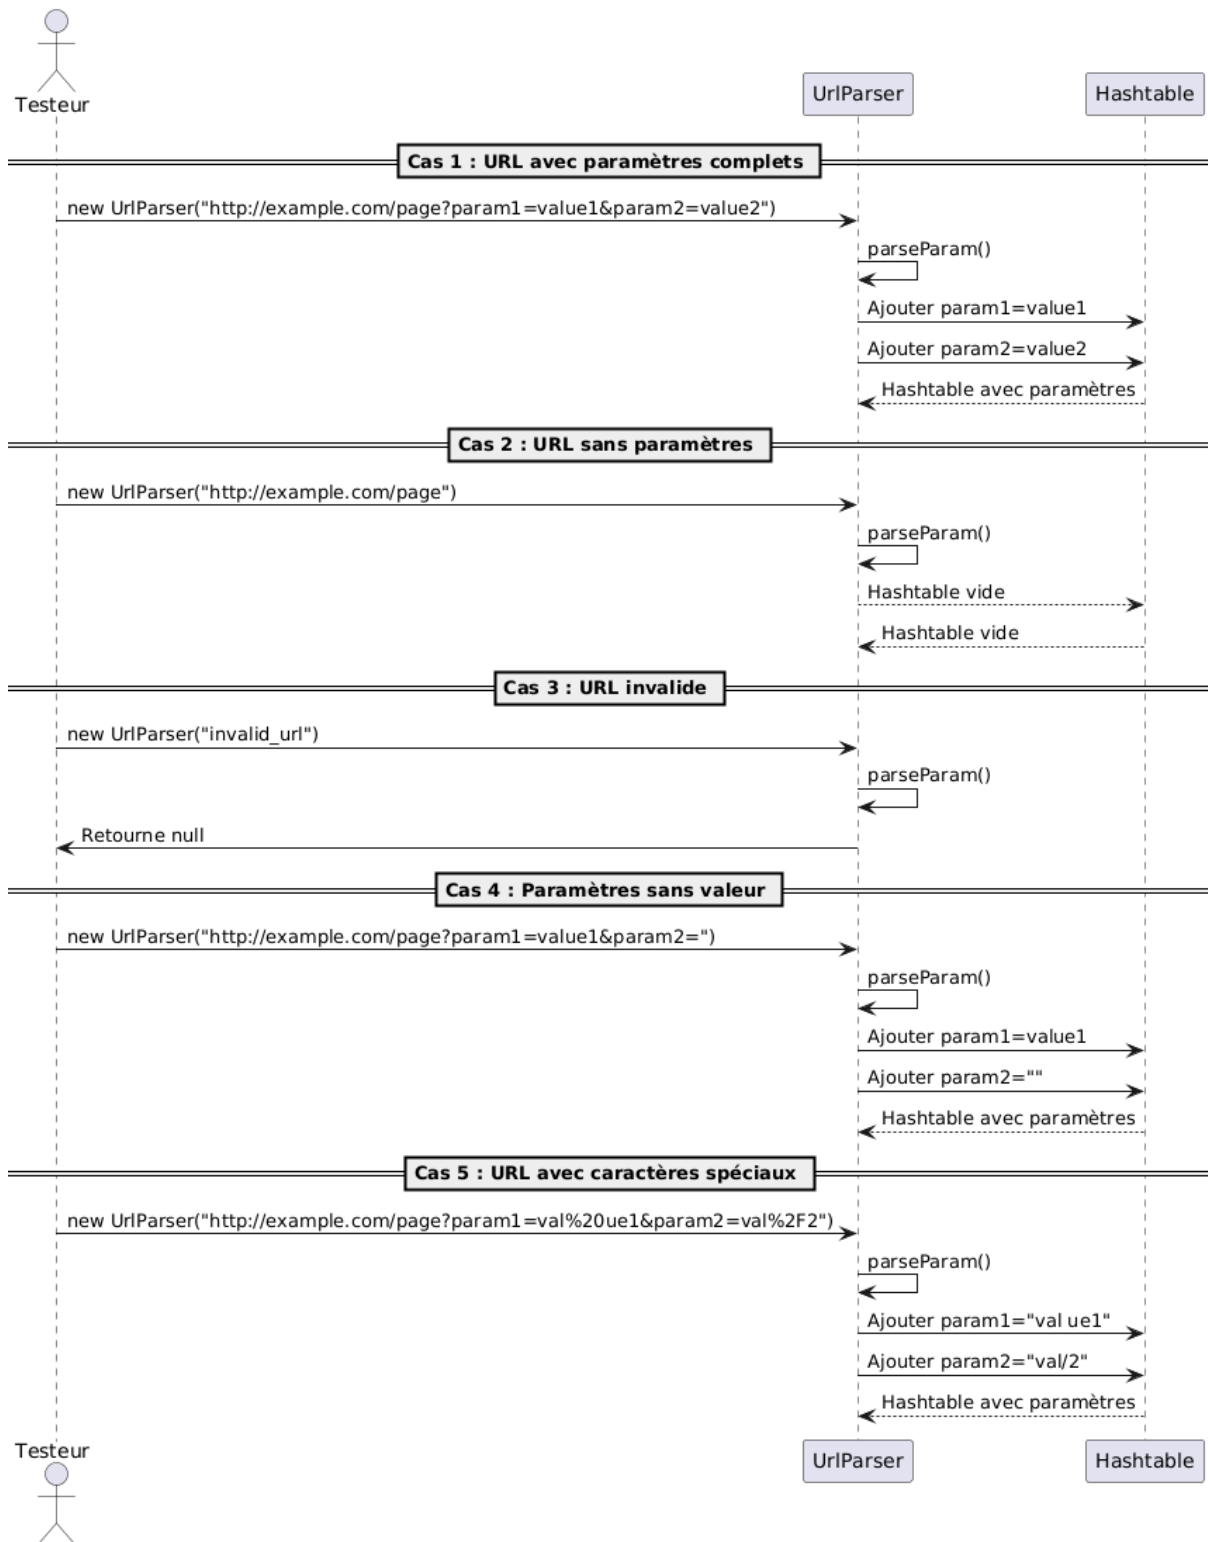 Testeur
UrlParser
Hashtable
Cas 1 : URL avec paramètres complets
new UrlParser("http://example.com/page?param1=value1&param2=value2")
parseParam()
Ajouter param1=value1
Ajouter param2=value2
Hashtable avec paramètres
Cas 2 : URL sans paramètres
new UrlParser("http://example.com/page")
parseParam()
Hashtable vide
Hashtable vide
Cas 3 : URL invalide
new UrlParser("invalid_url")
parseParam()
Retourne null
Cas 4 : Paramètres sans valeur
new UrlParser("http://example.com/page?param1=value1&param2=")
parseParam()
Ajouter param1=value1
Ajouter param2=""
Hashtable avec paramètres
Cas 5 : URL avec caractères spéciaux
new UrlParser("http://example.com/page?param1=val%20ue1&param2=val%2F2")
parseParam()
Ajouter param1="val ue1"
Ajouter param2="val/2"
Hashtable avec paramètres
Testeur
UrlParser
Hashtable